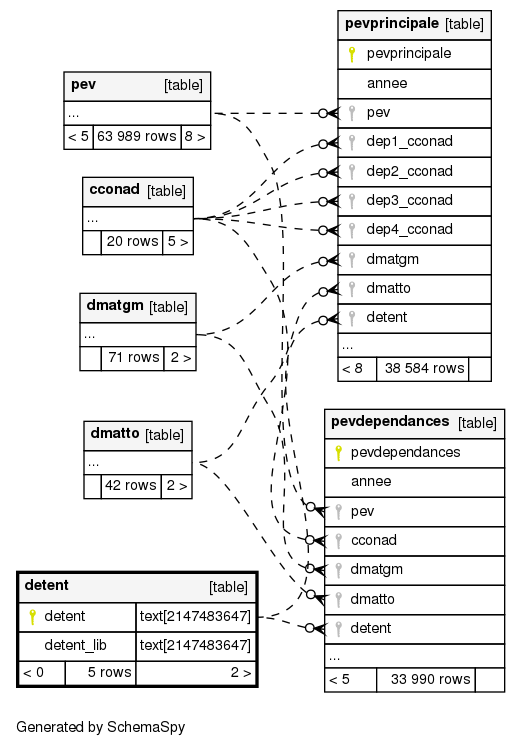 pevprincipale [table]
pevprincipale
annee
pev
dep1_cconad
dep2_cconad
dep3_cconad
dep4_cconad
dmatgm
dmatto
detent
...
< 8 38 584 rows
pev [table]
...
< 5 63 989 rows 8 >
cconad [table]
...
20 rows 5 >
dmatgm [table]
...
71 rows 2 >
dmatto [table]
...
42 rows 2 >
pevdependances [table]
pevdependances
annee
pev
cconad
dmatgm
dmatto
detent
...
< 5 33 990 rows
detent [table]
detent text[2147483647]
detent_lib text[2147483647]
< 0 5 rows 2 >
Generated by SchemaSpy